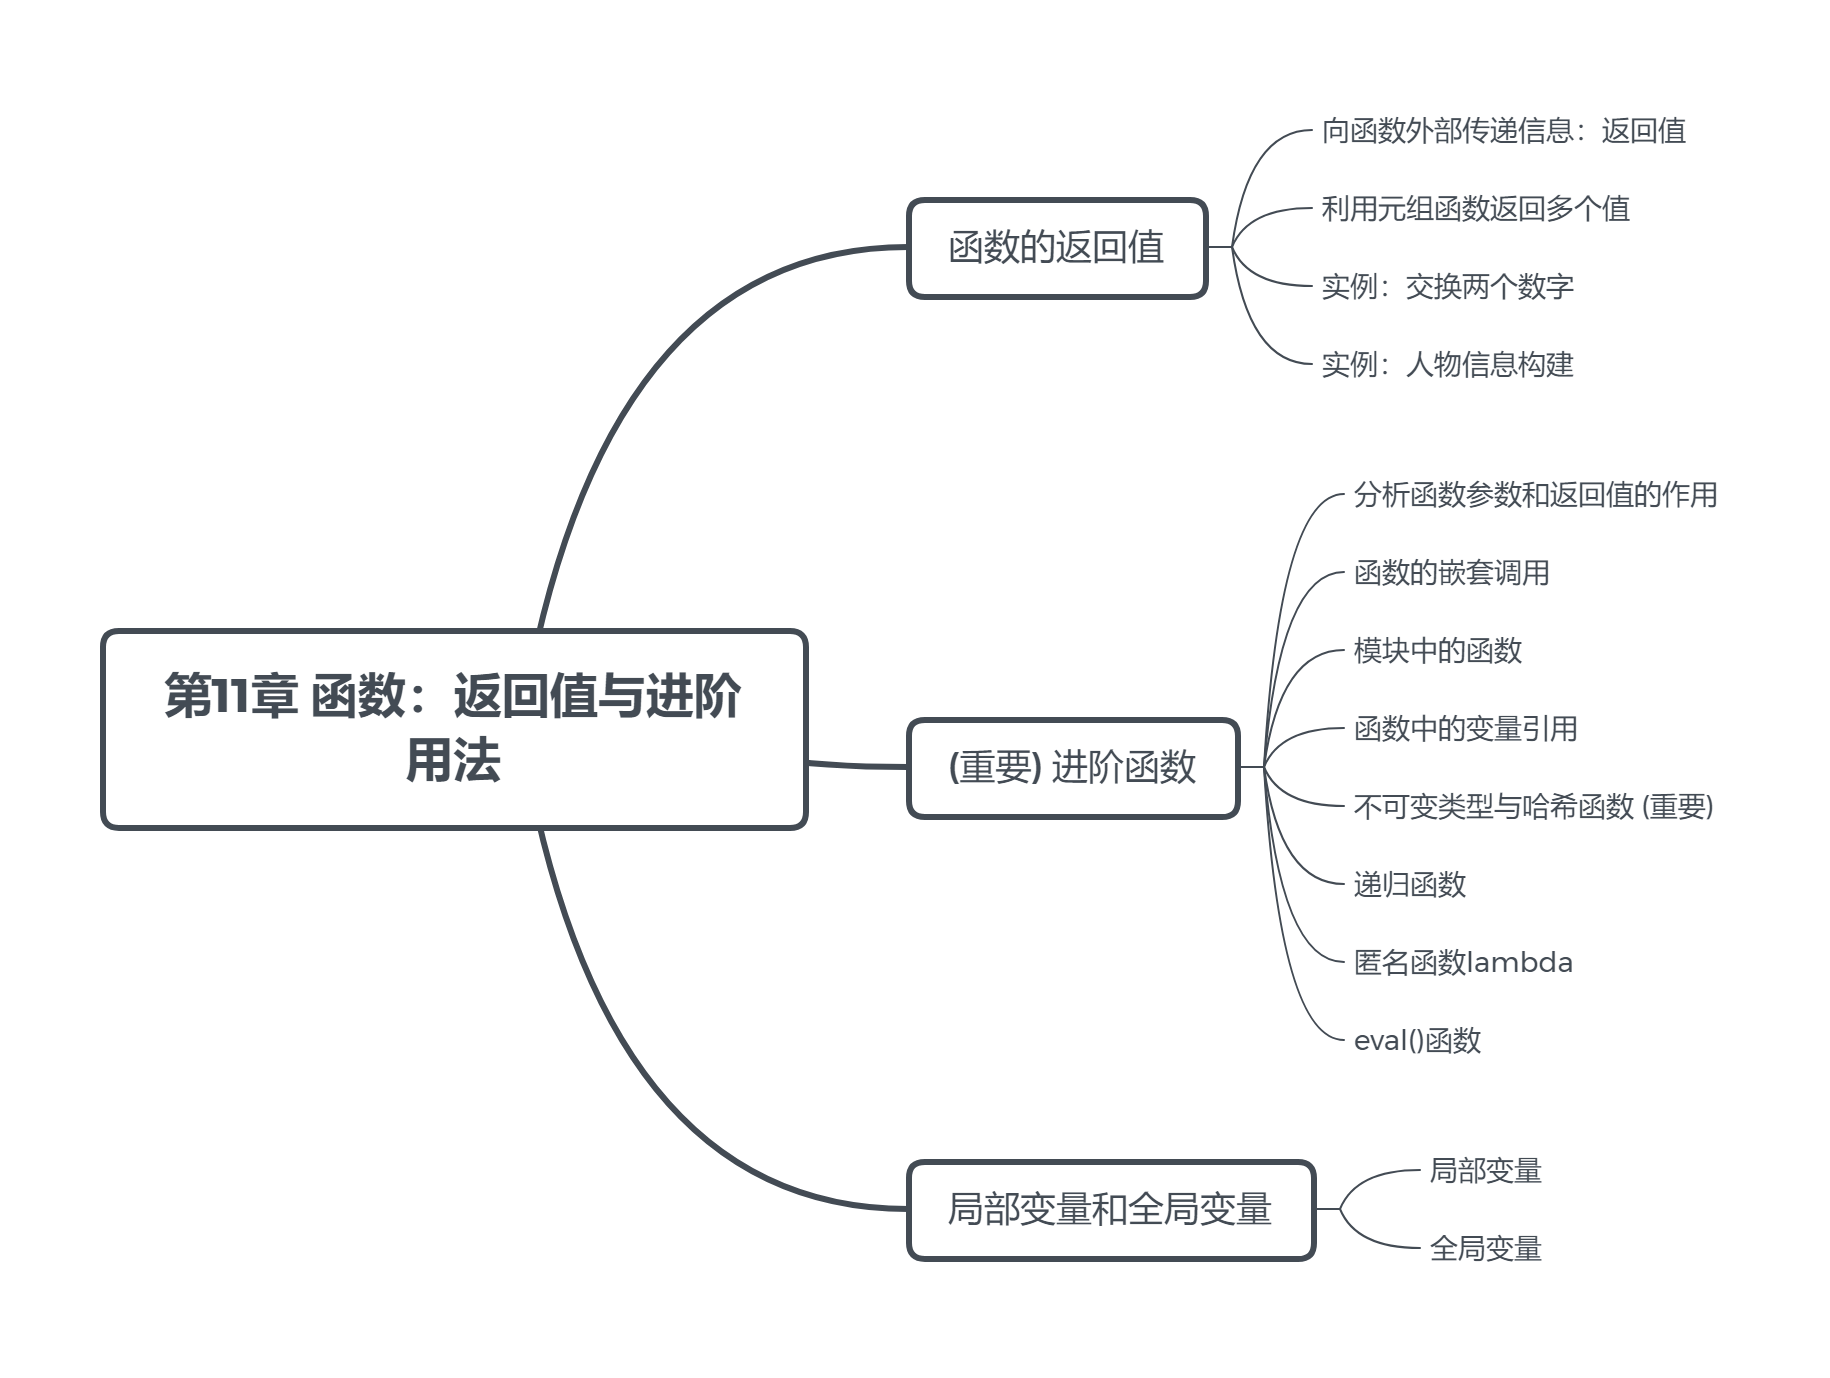 第11章 函数：返回值与进阶
用法
函数的返回值
向函数外部传递信息：返回值
利用元组函数返回多个值
实例：交换两个数字
实例：人物信息构建
(重要) 进阶函数
分析函数参数和返回值的作用
函数的嵌套调用
模块中的函数
函数中的变量引用
不可变类型与哈希函数 (重要)
递归函数
匿名函数lambda
eval()函数
局部变量和全局变量
局部变量
全局变量